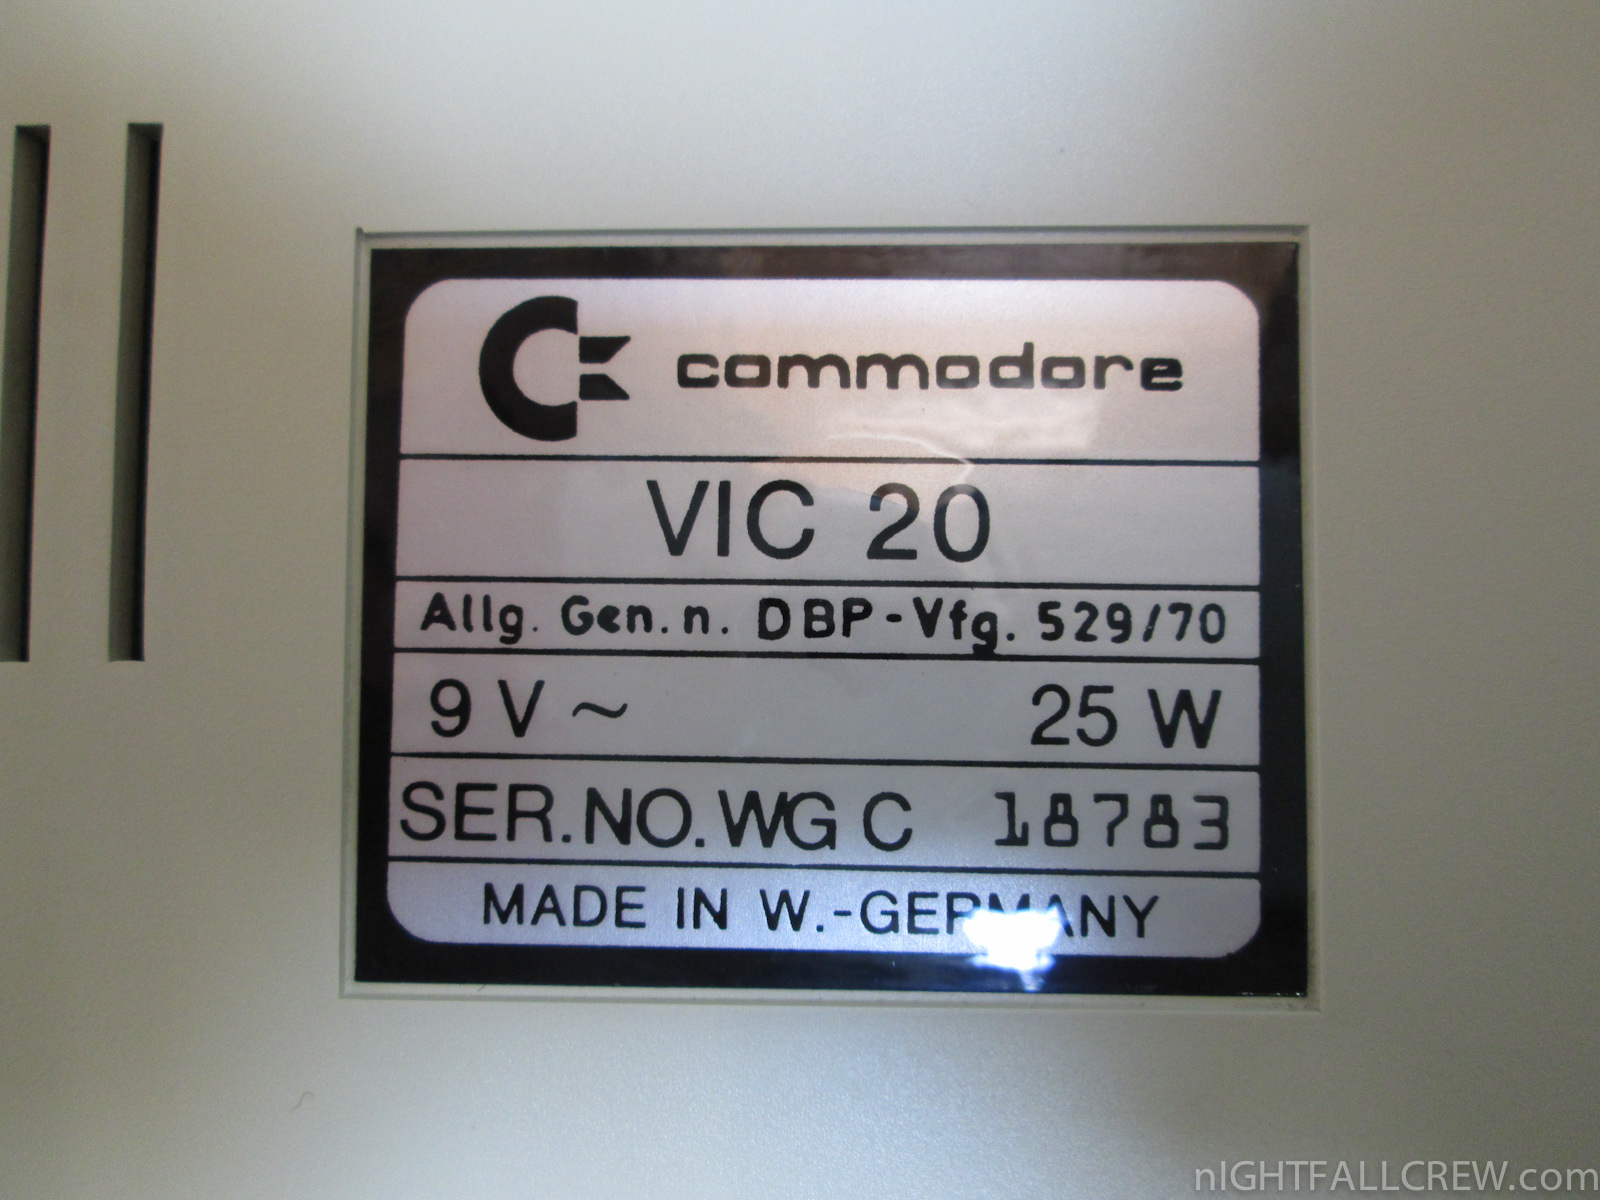 commodore
VIC 20
Allg. Gen. n. DBP-Vfg. 529/70
9 V ~ 25 W
SER.NO.WG C 18783
MADE IN W.-GERMANY
nIGHTFALLCREW.com